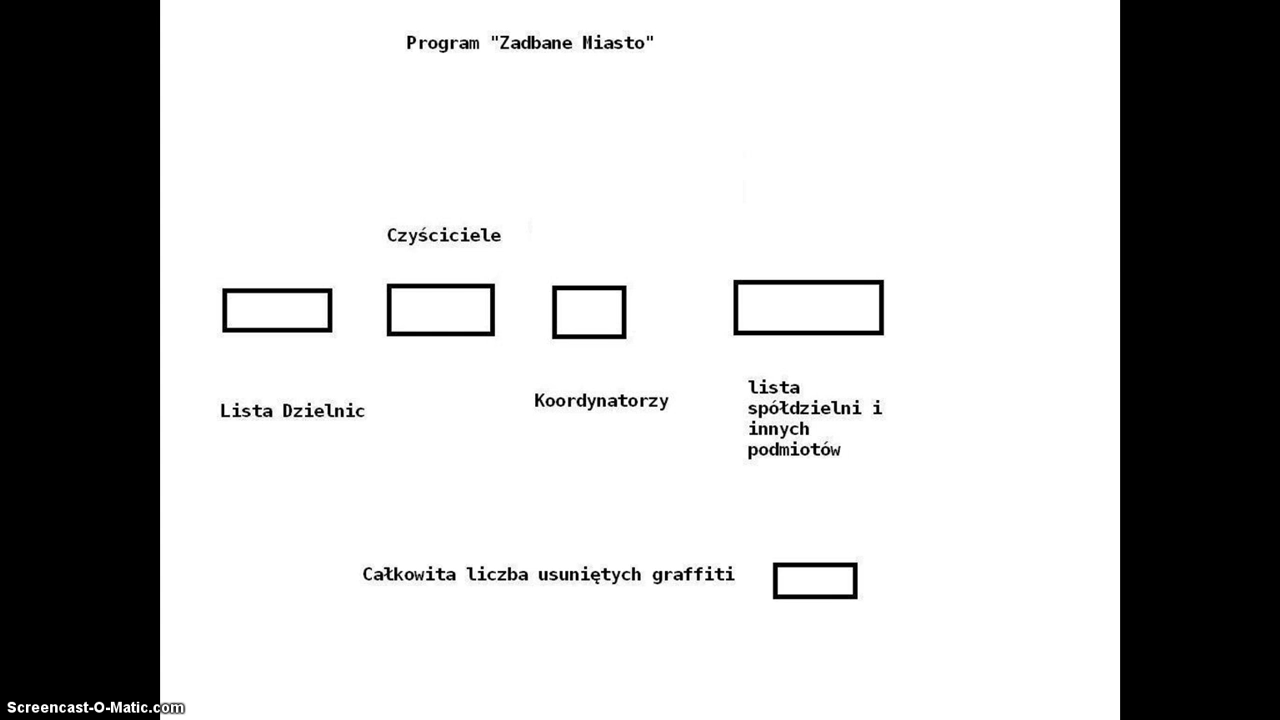 Program "Zadbane Miasto"
Czyściciele
Lista Dzielnic
Koordynatorzy
lista
spółdzielni i
innych
podmiotów
Całkowita liczba usuniętych graffiti
Screencast-O-Matic.com